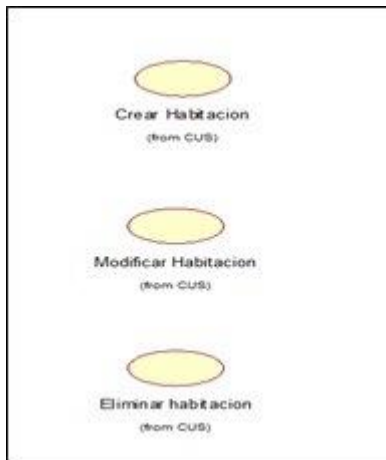 Crear Habitacion
(from CUS)
Modificar Habitacion
(from CUS)
Eliminar habitacion
(from CUS)